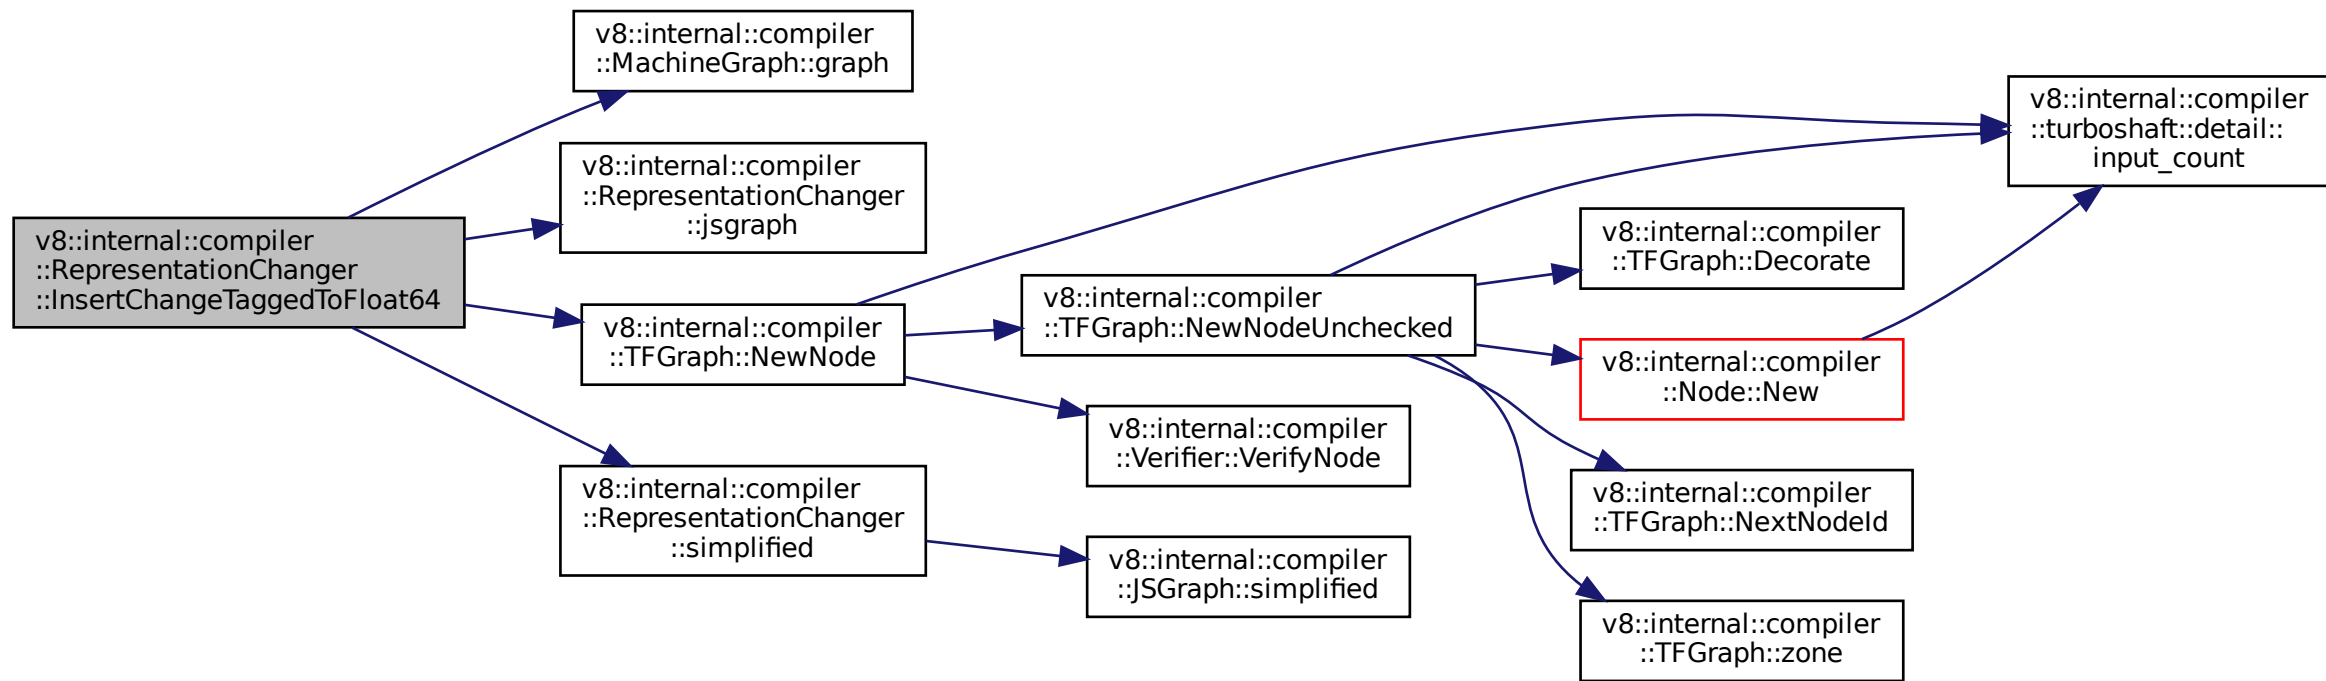 v8::internal::compiler
::MachineGraph::graph
v8::internal::compiler
::RepresentationChanger
::jsgraph
v8::internal::compiler
::RepresentationChanger
::InsertChangeTaggedToFloat64
v8::internal::compiler
::TFGraph::NewNode
v8::internal::compiler
::RepresentationChanger
::simplified
v8::internal::compiler
::TFGraph::NewNodeUnchecked
v8::internal::compiler
::Verifier::VerifyNode
v8::internal::compiler
::JSGraph::simplified
v8::internal::compiler
::TFGraph::Decorate
v8::internal::compiler
::Node::New
v8::internal::compiler
::TFGraph::NextNodeId
v8::internal::compiler
::TFGraph::zone
v8::internal::compiler
::turboshaft::detail::
input_count